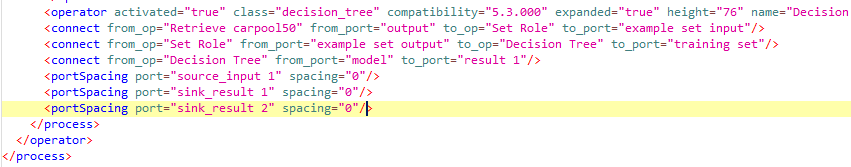 <operator activated="true" class="decision_tree" compatibility="5.3.000" expanded="true" height="76" name="Decision
<connect from_op="Retrieve carpool50" from_port="output" to_op="Set Role" to_port="example set input"/>
<connect from_op="Set Role" from_port="example set output" to_op="Decision Tree" to_port="training set"/>
<connect from_op="Decision Tree" from_port="model" to_port="result 1"/>
<portSpacing port="source_input 1" spacing="0"/>
<portSpacing port="sink_result 1" spacing="0"/>
<portSpacing port="sink_result 2" spacing="0"/>
</process>
</operator>
</process>